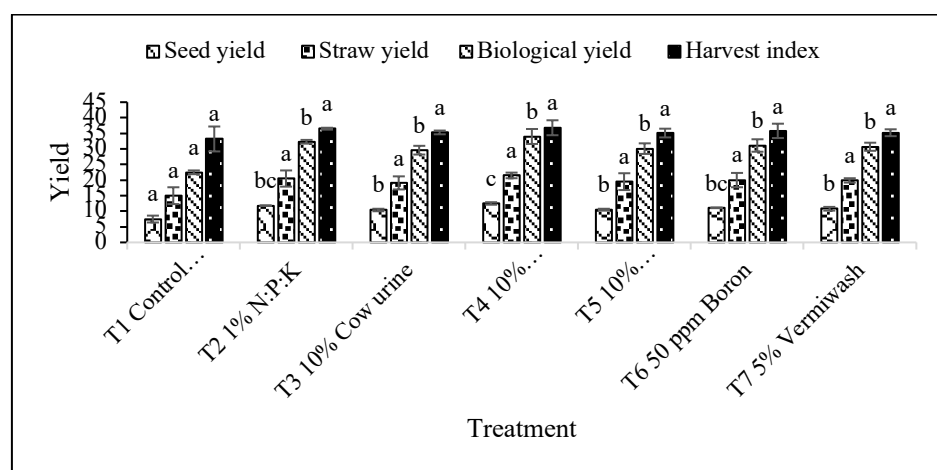 Seed yield Straw yield Biological yield Harvest index
Yield
45
40
35
30
25
20
15
10
5
0
a a a a
bc a b a
b a b a
c a b a
b a b a
bc a b a
b a b a
T1 Control…
T2 1% N:P:K
T3 10% Cow urine
T4 10%…
T5 10%…
T6 50 ppm Boron
T7 5% Vermiwash
Treatment